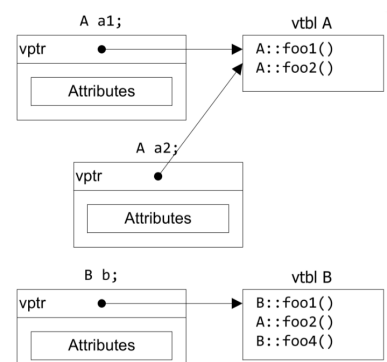 A a1;
vtbl A
vptr
A::foo1()
A::foo2()
Attributes
A a2;
vptr
Attributes
B b;
vtbl B
vptr
B::foo1()
A::foo2()
B::foo4()
Attributes